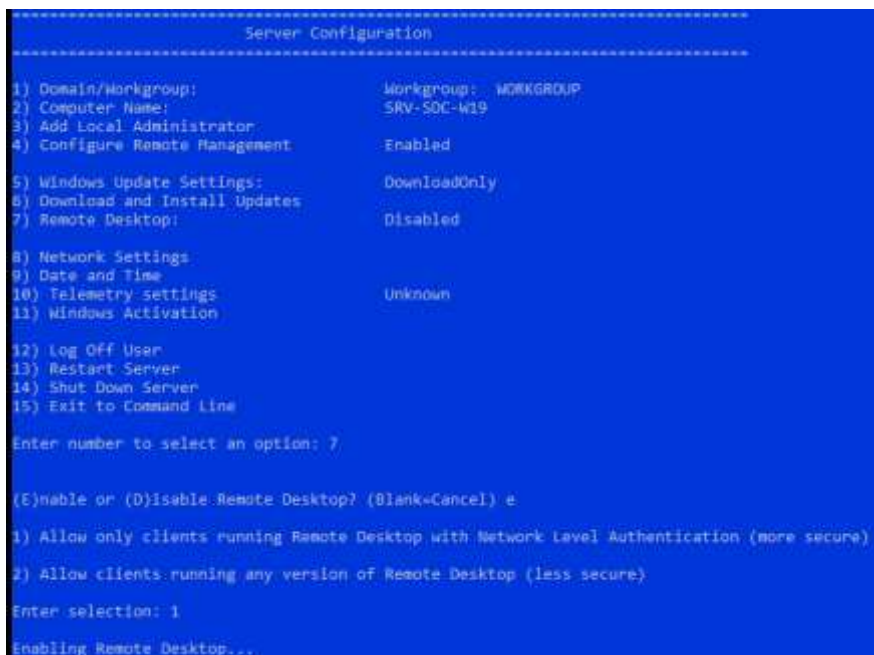 ===============================================================================
Server Configuration
===============================================================================
1) Domain/Workgroup: Workgroup: WORKGROUP
2) Computer Name: SRV-SOC-W19
3) Add Local Administrator
4) Configure Remote Management Enabled
5) Windows Update Settings: DownloadOnly
6) Download and Install Updates
7) Remote Desktop: Disabled
8) Network Settings
9) Date and Time
10) Telemetry settings Unknown
11) Windows Activation
12) Log Off User
13) Restart Server
14) Shut Down Server
15) Exit to Command Line
Enter number to select an option: 7
(E)nable or (D)isable Remote Desktop? (Blank=Cancel) e
1) Allow only clients running Remote Desktop with Network Level Authentication (more secure)
2) Allow clients running any version of Remote Desktop (less secure)
Enter selection: 1
Enabling Remote Desktop...